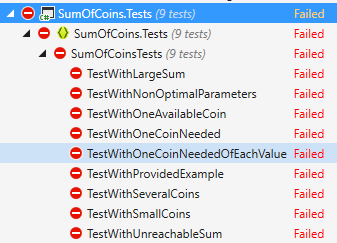 SumOfCoins.Tests (9 tests) Failed
SumOfCoins.Tests (9 tests) Failed
SumOfCoinsTests (9 tests) Failed
TestWithLargeSum Failed
TestWithNonOptimalParameters Failed
TestWithOneAvailableCoin Failed
TestWithOneCoinNeeded Failed
TestWithOneCoinNeededOfEachValue Failed
TestWithProvidedExample Failed
TestWithSeveralCoins Failed
TestWithSmallCoins Failed
TestWithUnreachableSum Failed